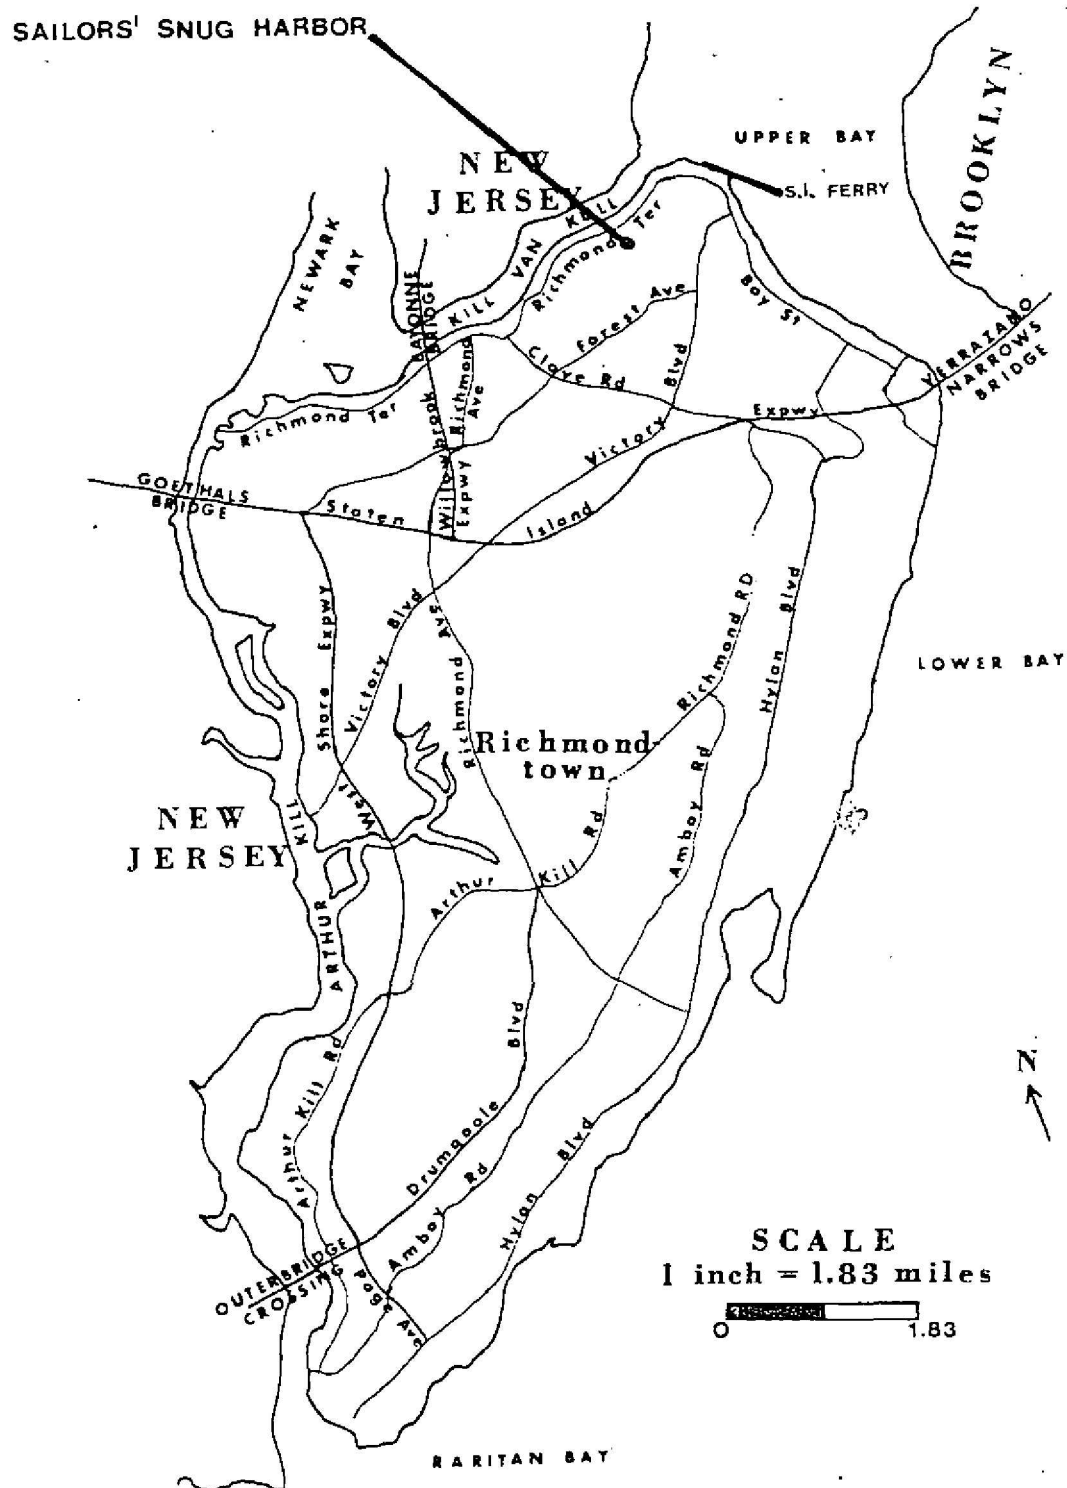 SAILORS' SNUG HARBOR
UPPER BAY
BROOKLYN
NEW
JERSEY
S.I. FERRY
NEWARK
BAY
KILL VAN KULL
Richmond Ter
BAYONNE
BRIDGE
Forest Ave
Bay St
VERRAZANO
NARROWS
BRIDGE
Clove Rd
Richmond
Ave
Willowbrook
Expwy
Victory Blvd
Expwy
Richmond Ter
GOETHALS
BRIDGE
Staten
Island
Shore Expwy
West
Victory Blvd
Richmond Ave
Richmond RD
Hylan Blvd
LOWER BAY
Richmond-
town
NEW
JERSEY
ARTHUR KILL
Arthur Kill Rd
Amboy Rd
Arthur Kill Rd
Drumgoole Blvd
Amboy Rd
Hylan Blvd
N
OUTERBRIDGE
CROSSING
Page Ave
SCALE
1 inch = 1.83 miles
0 1.83
RARITAN BAY